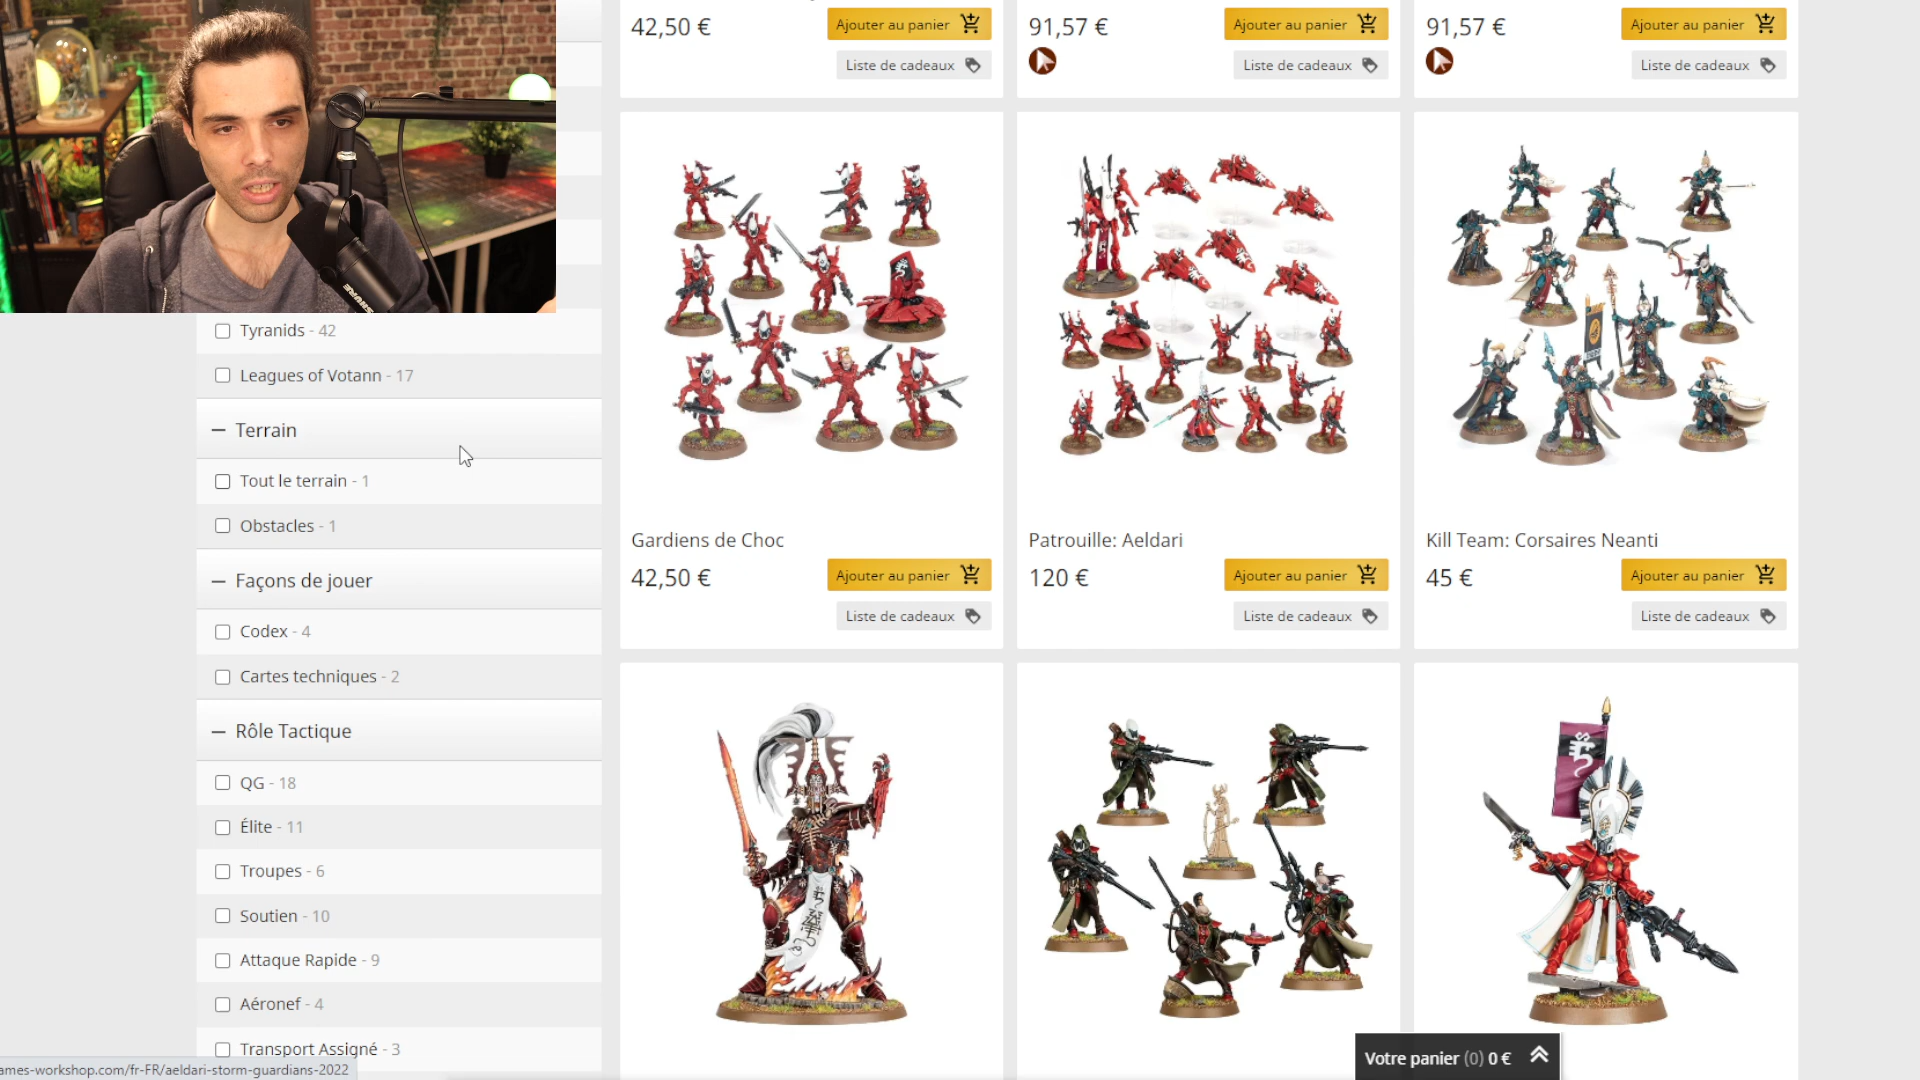 42,50 €
Ajouter au panier
Liste de cadeaux
91,57 €
Ajouter au panier
Liste de cadeaux
91,57 €
Ajouter au panier
Liste de cadeaux
SHURE
Tyranids - 42
Leagues of Votann - 17
Terrain
Tout le terrain - 1
Obstacles - 1
Façons de jouer
Codex - 4
Cartes techniques - 2
Rôle Tactique
QG - 18
Élite - 11
Troupes - 6
Soutien - 10
Attaque Rapide - 9
Aéronef - 4
Transport Assigné - 3
Gardiens de Choc
42,50 €
Ajouter au panier
Liste de cadeaux
Patrouille: Aeldari
120 €
Ajouter au panier
Liste de cadeaux
Kill Team: Corsaires Neanti
45 €
Ajouter au panier
Liste de cadeaux
Votre panier (0) 0 €
ames-workshop.com/fr-FR/aeldari-storm-guardians-2022